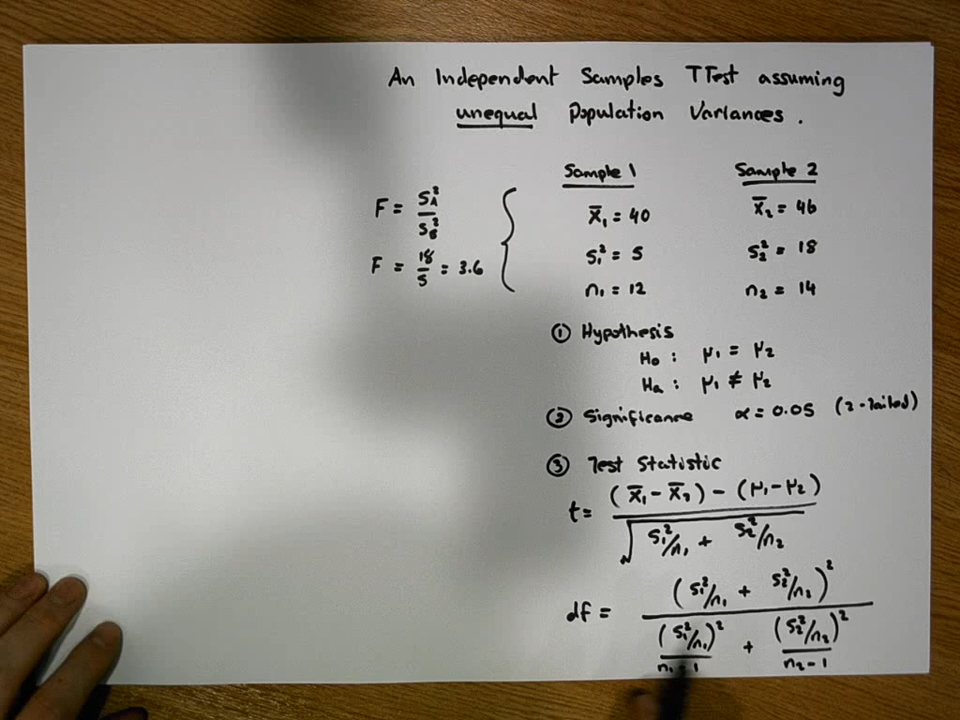 An Independent Samples TTest assuming
unequal Population Variances.
Sample 1 Sample 2
x̄₁ = 40 x̄₂ = 46
s₁² = 5 s₂² = 18
n₁ = 12 n₂ = 14
F = sA²/sB²
F = 18/5 = 3.6
① Hypothesis
H₀ : μ₁ = μ₂
Hₐ : μ₁ ≠ μ₂
② Significance α = 0.05 (2-tailed)
③ Test Statistic
t = ((x̄₁ - x̄₂) - (μ₁ - μ₂)) / √(s₁²/n₁ + s₂²/n₂)
df = (s₁²/n₁ + s₂²/n₂)² / ((s₁²/n₁)²/(n₁-1) + (s₂²/n₂)²/(n₂-1))